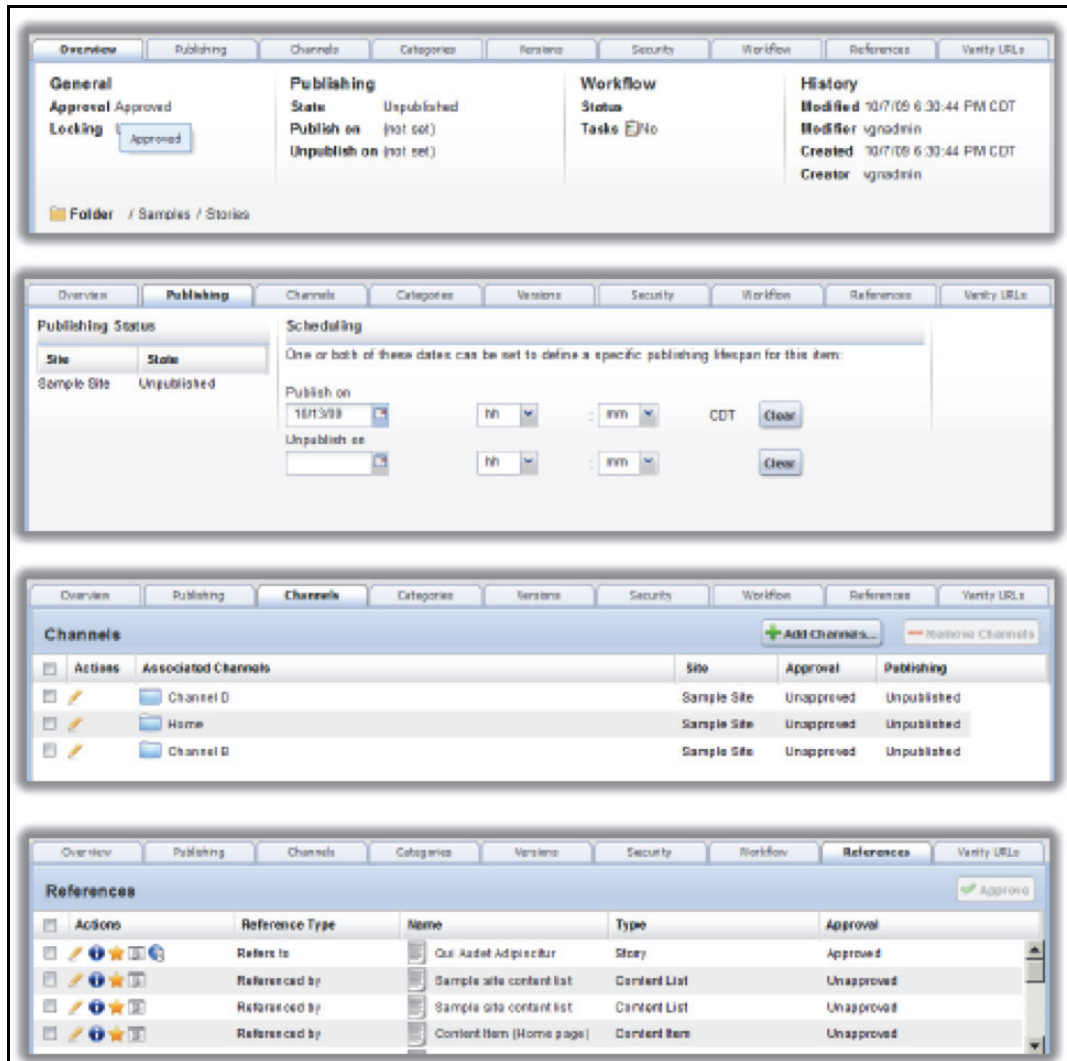 Overview Publishing Channels Categories Versions Security Workflow References Vanity URLs
General Publishing Workflow History
Approval Approved State Unpublished Status Modified 10/7/09 6:30:44 PM CDT
Locking Publish on (not set) Tasks No Modifier vgnadmin
Approved
Unpublish on (not set) Created 10/7/09 6:30:44 PM CDT
Creator vgnadmin
Folder / Samples / Stories
Overview Publishing Channels Categories Versions Security Workflow References Vanity URLs
Publishing Status Scheduling
Site State One or both of these dates can be set to define a specific publishing lifespan for this item:
Sample Site Unpublished
Publish on
10/13/09 hh : mm CDT Clear
Unpublish on
hh : mm Clear
Overview Publishing Channels Categories Versions Security Workflow References Vanity URLs
Channels Add Channels... Remove Channels
Actions Associated Channels Site Approval Publishing
Channel D Sample Site Unapproved Unpublished
Home Sample Site Unapproved Unpublished
Channel B Sample Site Unapproved Unpublished
Overview Publishing Channels Categories Versions Security Workflow References Vanity URLs
References Approve
Actions Reference Type Name Type Approval
Refers to Qui Audet Adipiscitur Story Approved
Referenced by Sample site content list Content List Unapproved
Referenced by Sample site content list Content List Unapproved
Referenced by Content Item (Home page) Content Item Unapproved